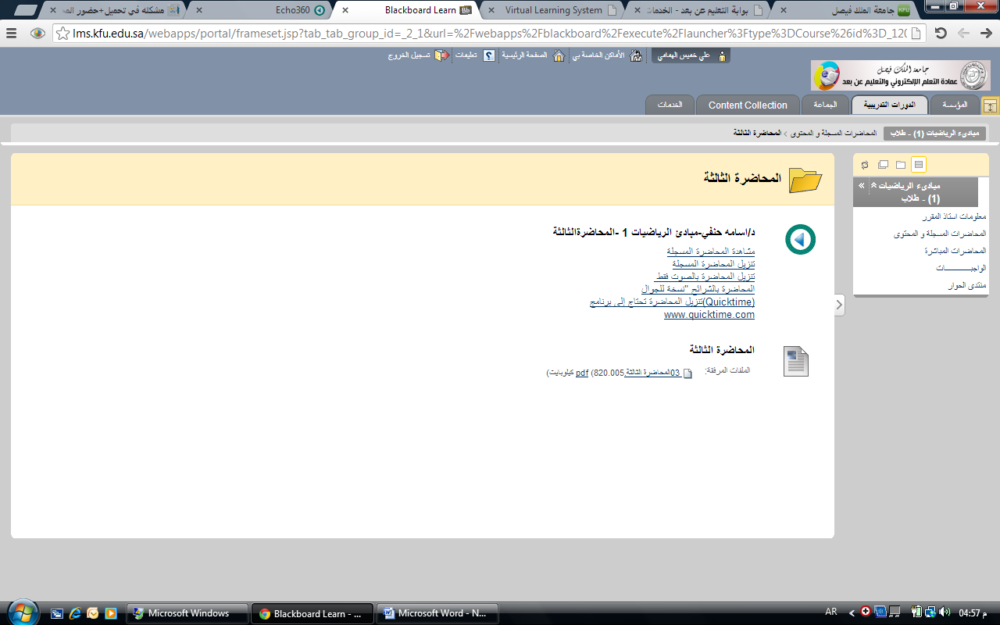 جامعة الملك فيصل
بوابة التعليم عن بعد - الخدمات
Virtual Learning System
Blackboard Learn
Echo360
مشكله في تحميل+حضور المح
lms.kfu.edu.sa/webapps/portal/frameset.jsp?tab_tab_group_id=_2_1&url=%2Fwebapps%2Fblackboard%2Fexecute%2Flauncher%3Ftype%3DCourse%26id%3D_120
علي خميس الهمامي
الأماكن الخاصة بي
الصفحة الرئيسية
تعليمات
تسجيل الخروج
جامعة الملك فيصل
عمادة التعلم الإلكتروني والتعليم عن بعد
المؤسسة
الدورات التدريبية
الجماعة
Content Collection
الخدمات
مبادىء الرياضيات (1) ـ طلاب
المحاضرات المسجلة و المحتوى > المحاضرة الثالثة
مبادىء الرياضيات
(1) ـ طلاب
معلومات استاذ المقرر
المحاضرات المسجلة و المحتوى
المحاضرات المباشرة
الواجبـــــــــات
منتدى الحوار
المحاضرة الثالثة
د/اسامه حنفي-مبادئ الرياضيات 1 -المحاضرةالثالثة
مشاهدة المحاضرة المسجلة
تنزيل المحاضرة المسجلة
تنزيل المحاضرة بالصوت فقط
المحاضرة بالشرائح "نسخة للجوال
(Quicktime)تنزيل المحاضرة تحتاج إلى برنامج
www.quicktime.com
المحاضرة الثالثة
الملفات المرفقة:
03المحاضرة الثالثة.pdf (820.005 كيلوبايت)
Microsoft Windows
Blackboard Learn - ...
Microsoft Word - N...
AR
04:57 م